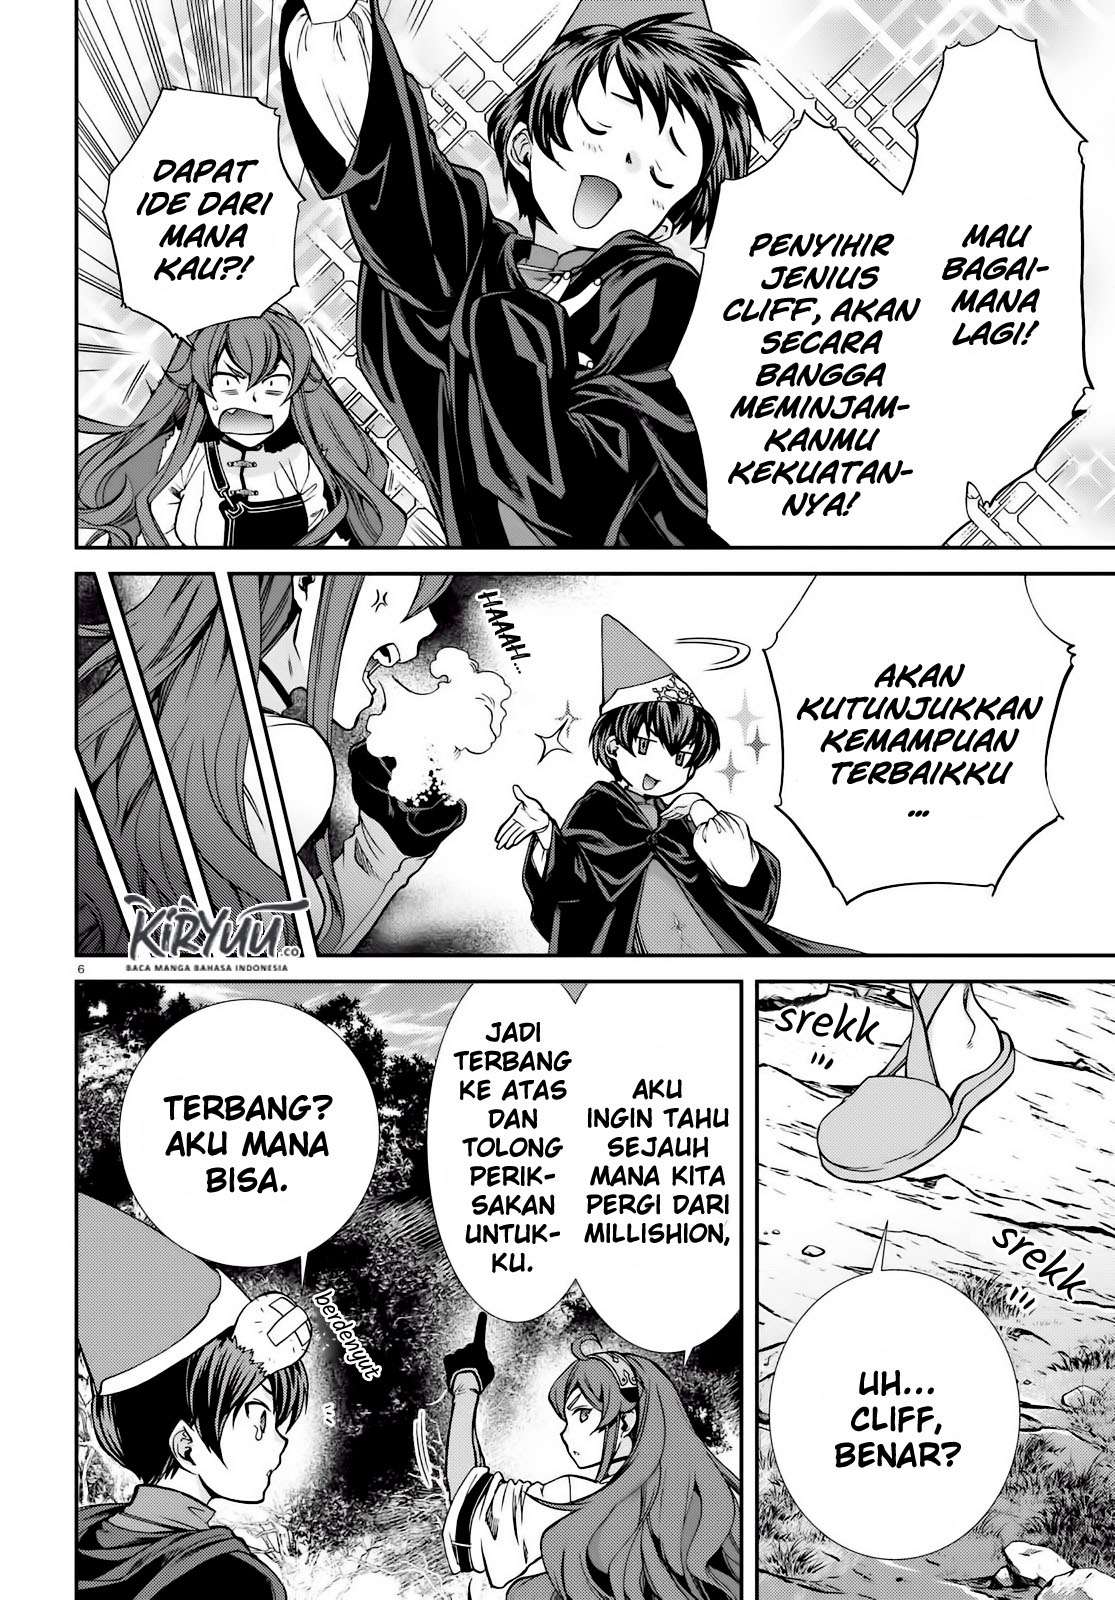 MAU
BAGAI-
MANA
LAGI!
PENYIHIR
JENIUS
CLIFF, AKAN
SECARA
BANGGA
MEMINJAM-
KANMU
KEKUATAN-
NYA!
DAPAT
IDE DARI
MANA
KAU?!
AKAN
KUTUNJUKKAN
KEMAMPUAN
TERBAIKKU
...
HAAAH...
KiRYUU.co
BACA MANGA BAHASA INDONESIA
6
srekk
...
srekk
...
UH...
CLIFF,
BENAR?
AKU
INGIN TAHU
SEJAUH
MANA KITA
PERGI DARI
MILLISHION,
JADI
TERBANG
KE ATAS
DAN
TOLONG
PERIK-
SAKAN
UNTUK-
KU.
TERBANG?
AKU MANA
BISA.
berdenyut